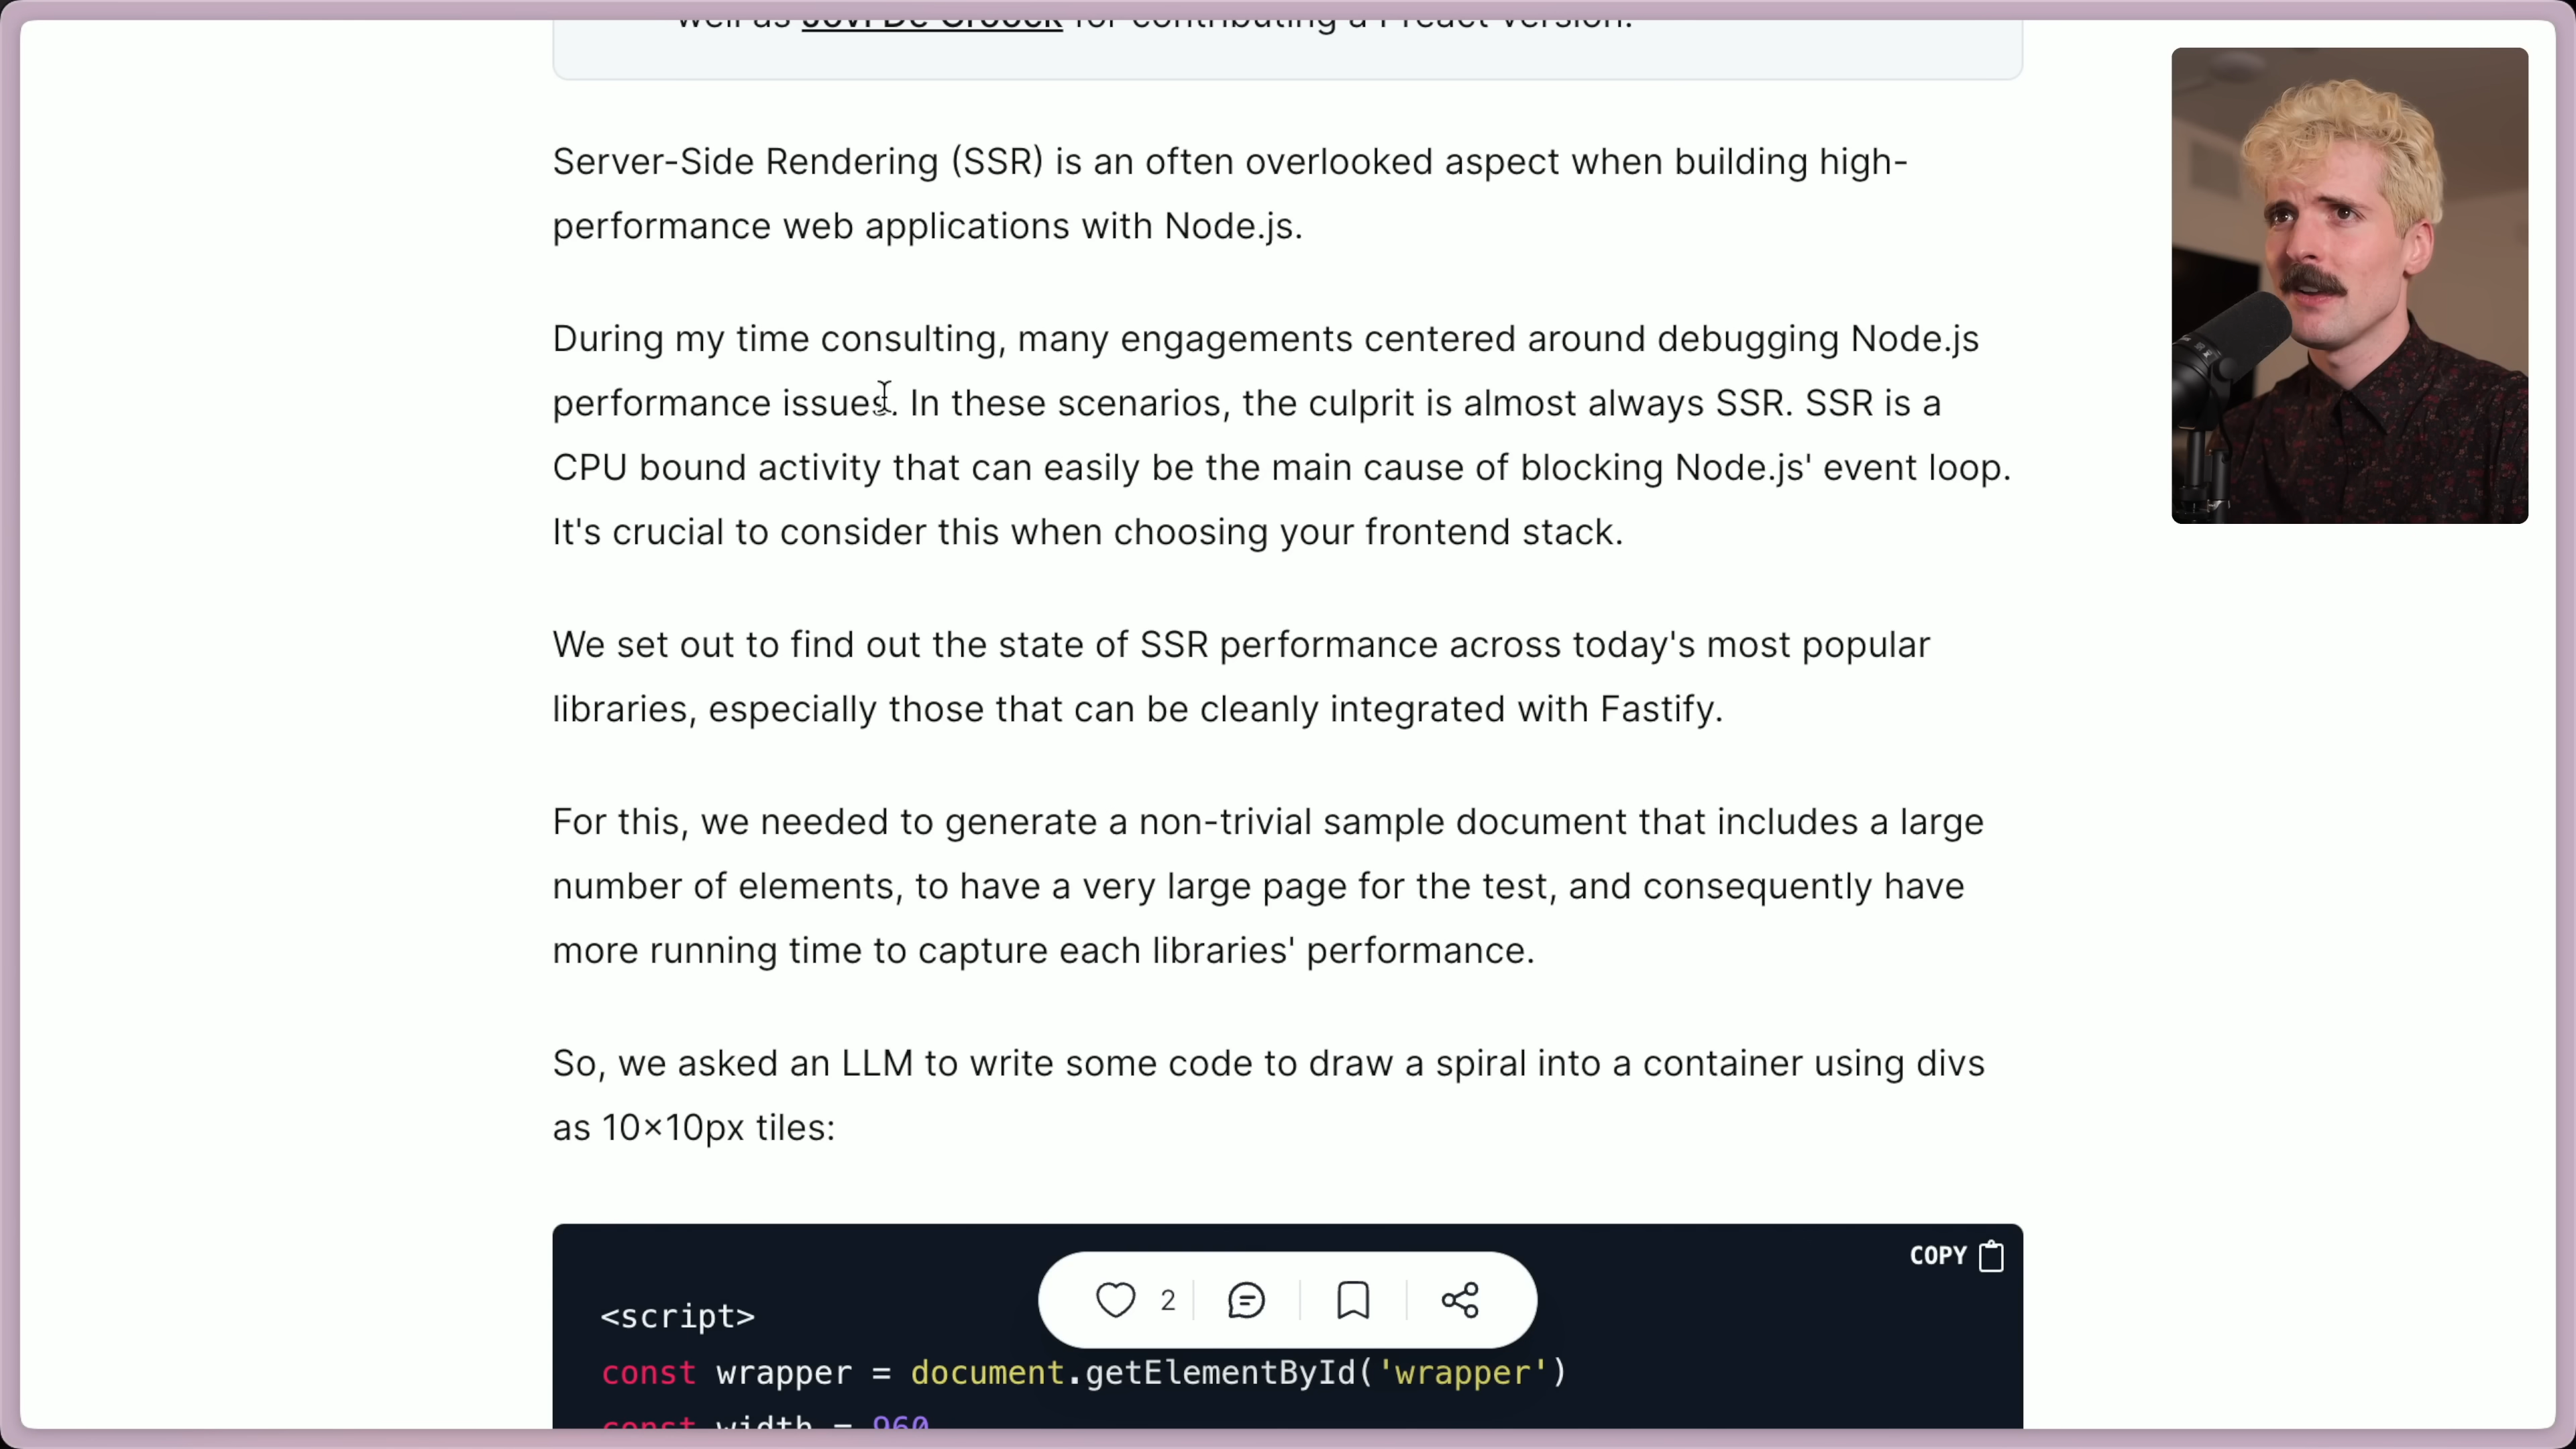 well as Jovi De Croock for contributing a Preact version.
Server-Side Rendering (SSR) is an often overlooked aspect when building high-
performance web applications with Node.js.
During my time consulting, many engagements centered around debugging Node.js
performance issues. In these scenarios, the culprit is almost always SSR. SSR is a
CPU bound activity that can easily be the main cause of blocking Node.js' event loop.
It's crucial to consider this when choosing your frontend stack.
We set out to find out the state of SSR performance across today's most popular
libraries, especially those that can be cleanly integrated with Fastify.
For this, we needed to generate a non-trivial sample document that includes a large
number of elements, to have a very large page for the test, and consequently have
more running time to capture each libraries' performance.
So, we asked an LLM to write some code to draw a spiral into a container using divs
as 10×10px tiles:
COPY
2
<script>
const wrapper = document.getElementById('wrapper')
const width = 960